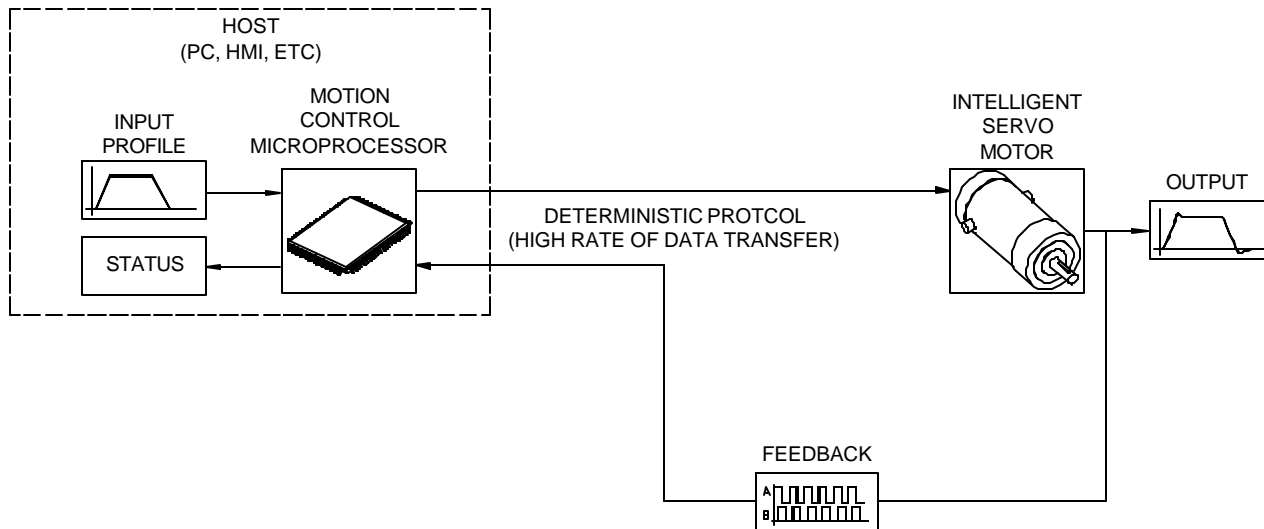 HOST
(PC, HMI, ETC)
INPUT
PROFILE
MOTION
CONTROL
MICROPROCESSOR
STATUS
DETERMINISTIC PROTCOL
(HIGH RATE OF DATA TRANSFER)
INTELLIGENT
SERVO
MOTOR
OUTPUT
FEEDBACK
A
B